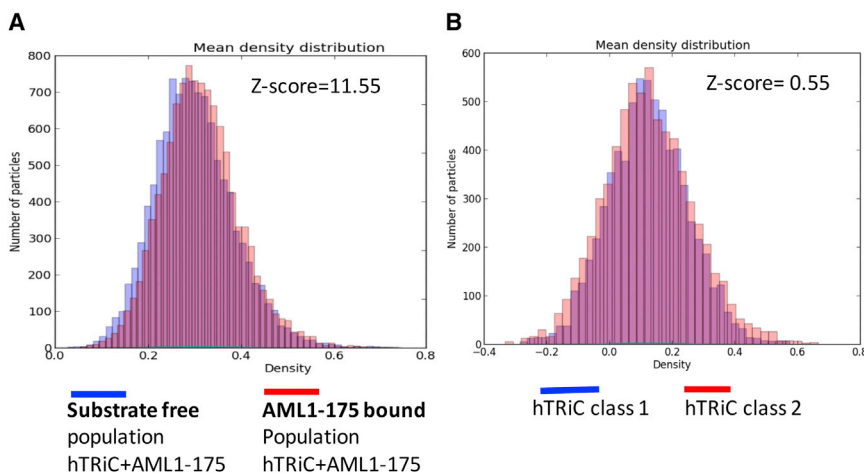 A
Mean density distribution
Z-score=11.55
800
700
600
500
400
300
200
100
0
Number of particles
0.0 0.2 0.4 0.6 0.8
Density
Substrate free
population
hTRiC+AML1-175
AML1-175 bound
Population
hTRiC+AML1-175
B
Mean density distribution
Z-score= 0.55
600
500
400
300
200
100
0
Number of particles
−0.4 −0.2 0.0 0.2 0.4 0.6 0.8
Density
hTRiC class 1
hTRiC class 2